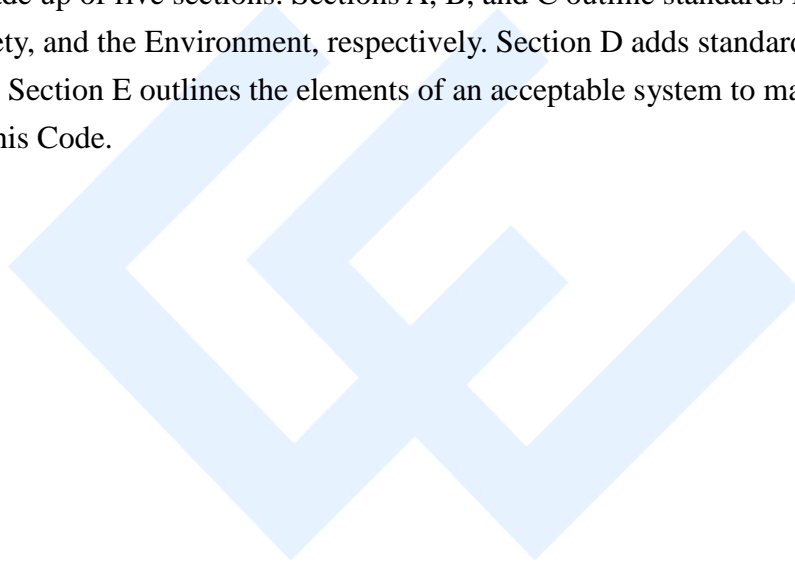 de up of five sections. Sections A, B, and C outline standards
ety, and the Environment, respectively. Section D adds standard
Section E outlines the elements of an acceptable system to ma
his Code.